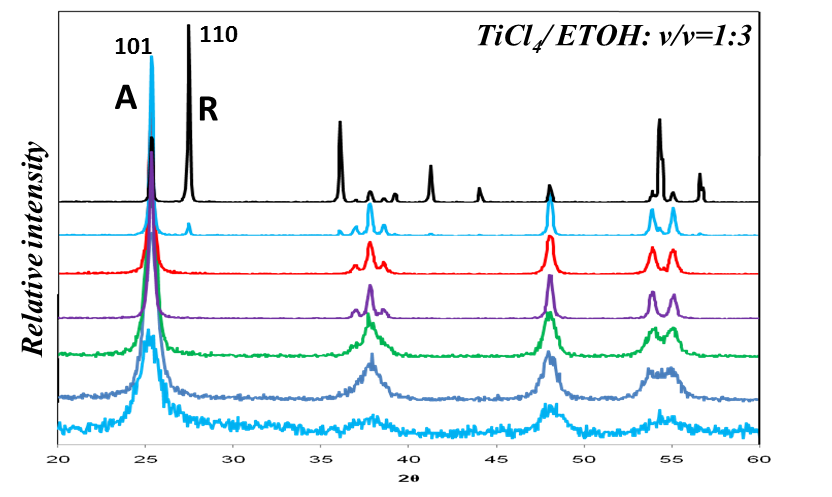 TiCl4/ ETOH: v/v=1:3
101
110
A
R
Relative intensity
20 25 30 35 40 45 50 55 60
2θ